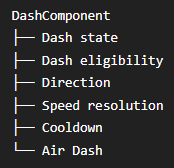 DashComponent
├── Dash state
├── Dash eligibility
├── Direction
├── Speed resolution
├── Cooldown
└── Air Dash